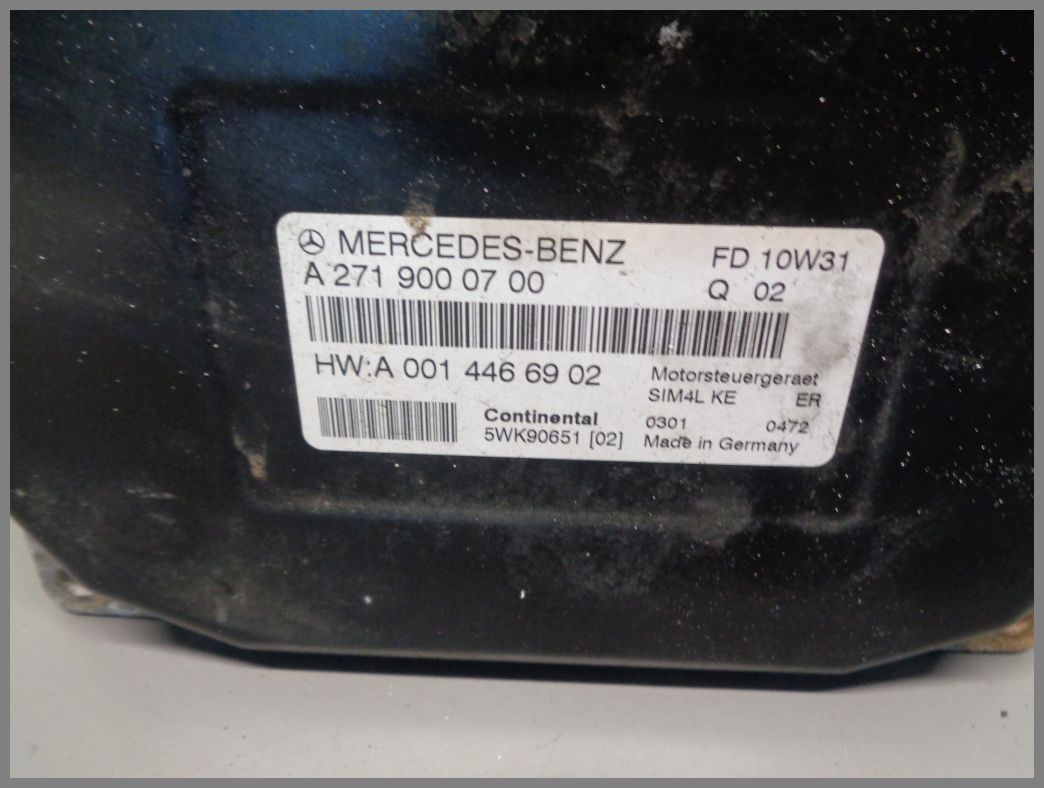 MERCEDES-BENZ FD 10W31
A 271 900 07 00 Q 02
HW:A 001 446 69 02 Motorsteuergeraet
SIM4L KE ER
Continental 0301 0472
5WK90651 [02] Made in Germany